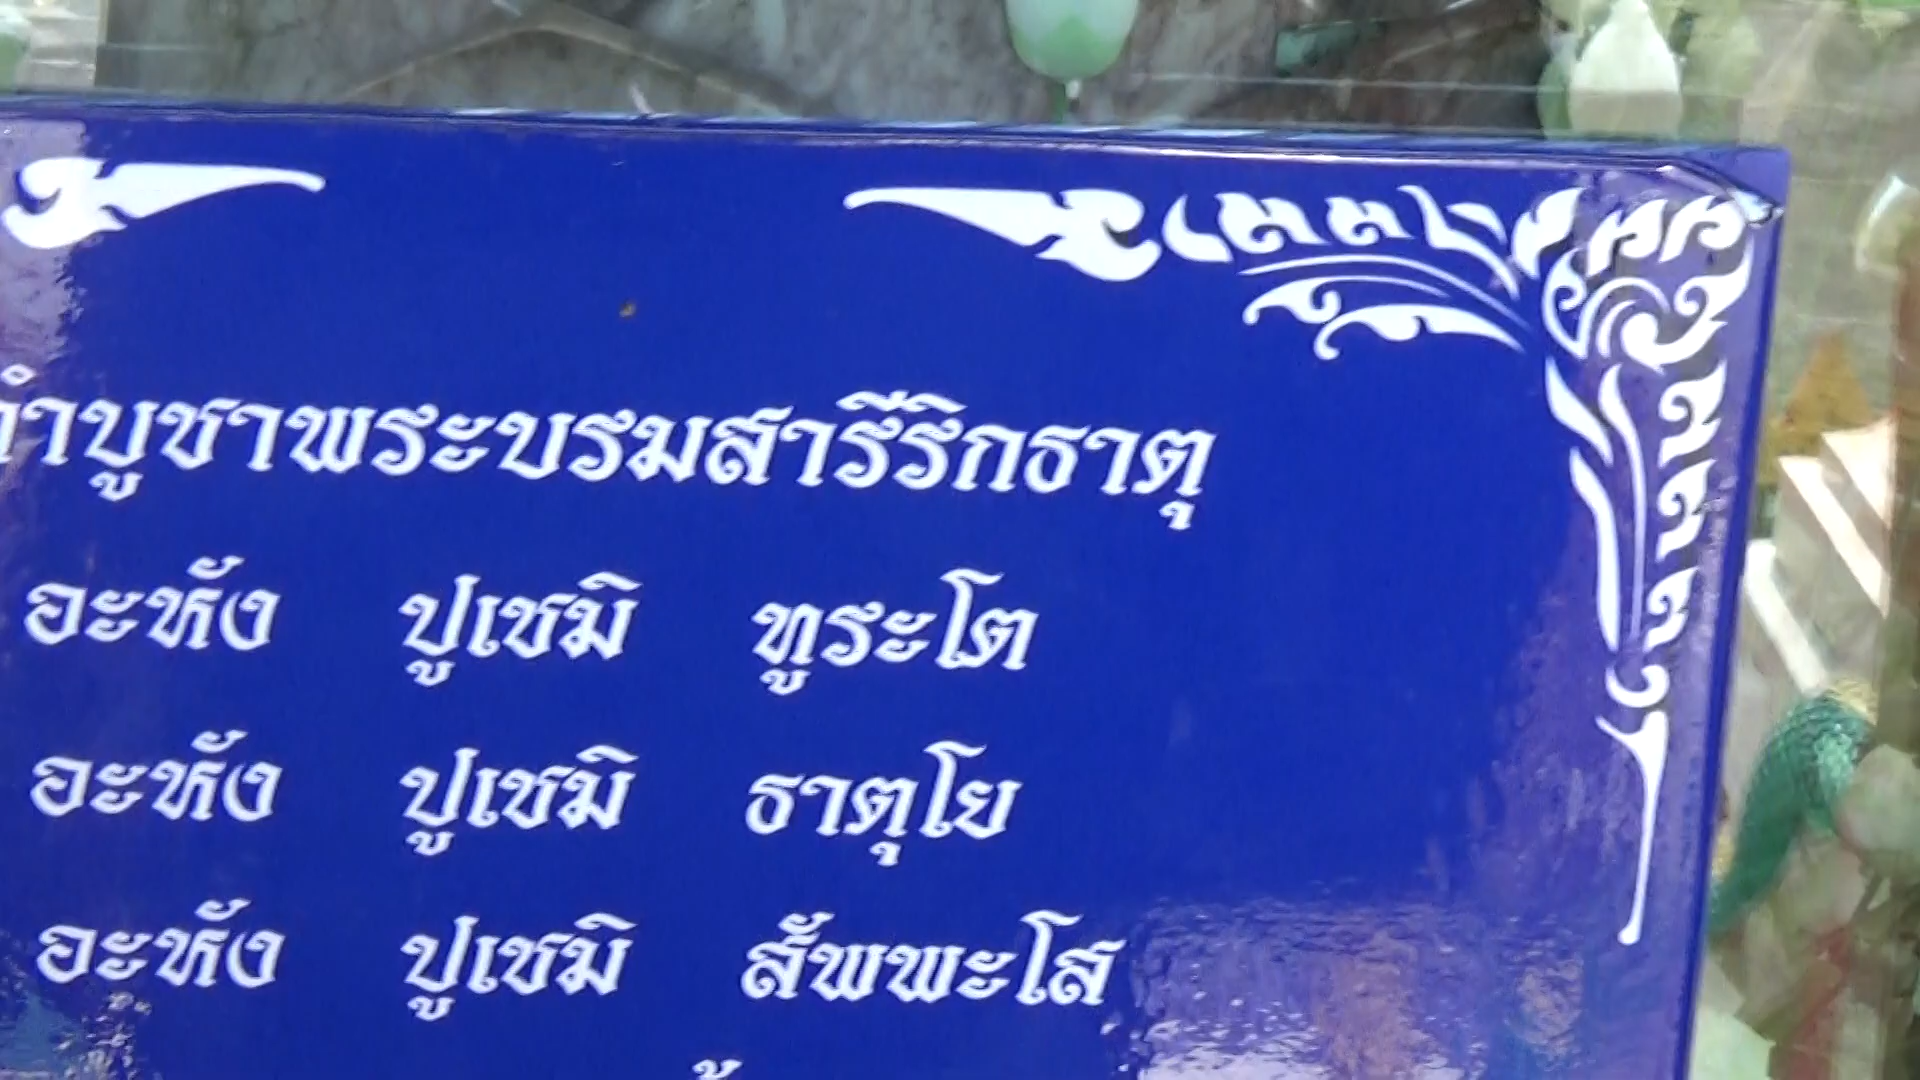 คำบูชาพระบรมสารีริกธาตุ
อะหัง ปูเชมิ ทูระโต
อะหัง ปูเชมิ ธาตุโย
อะหัง ปูเชมิ สัพพะโส